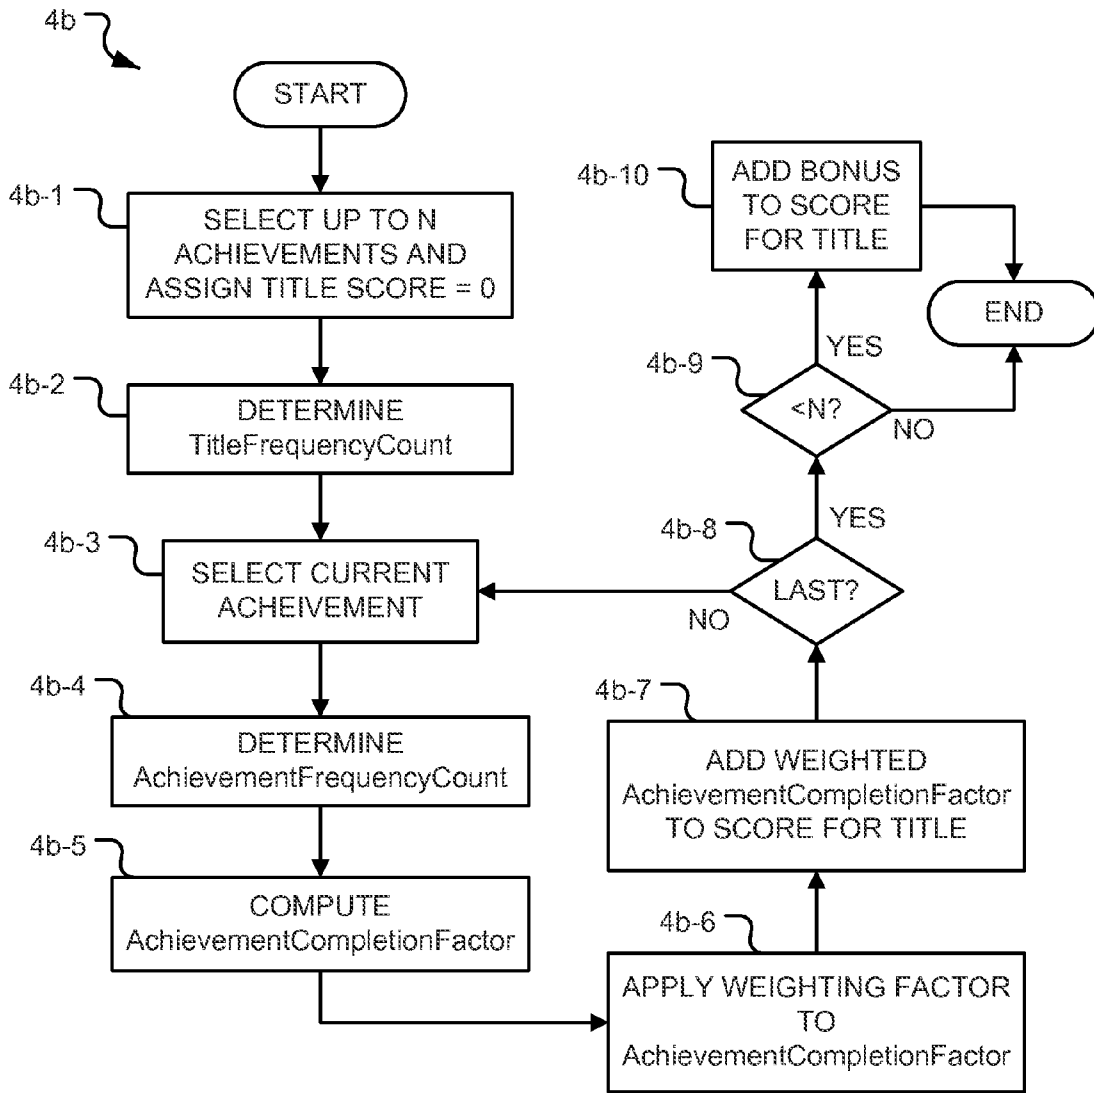 4b
START
4b-1
SELECT UP TO N
ACHIEVEMENTS AND
ASSIGN TITLE SCORE = 0
4b-2
DETERMINE
TitleFrequencyCount
4b-3
SELECT CURRENT
ACHEIVEMENT
4b-4
DETERMINE
AchievementFrequencyCount
4b-5
COMPUTE
AchievementCompletionFactor
4b-6
APPLY WEIGHTING FACTOR
TO
AchievementCompletionFactor
4b-7
ADD WEIGHTED
AchievementCompletionFactor
TO SCORE FOR TITLE
4b-8
LAST?
NO
YES
4b-9
<N?
NO
YES
4b-10
ADD BONUS
TO SCORE
FOR TITLE
END